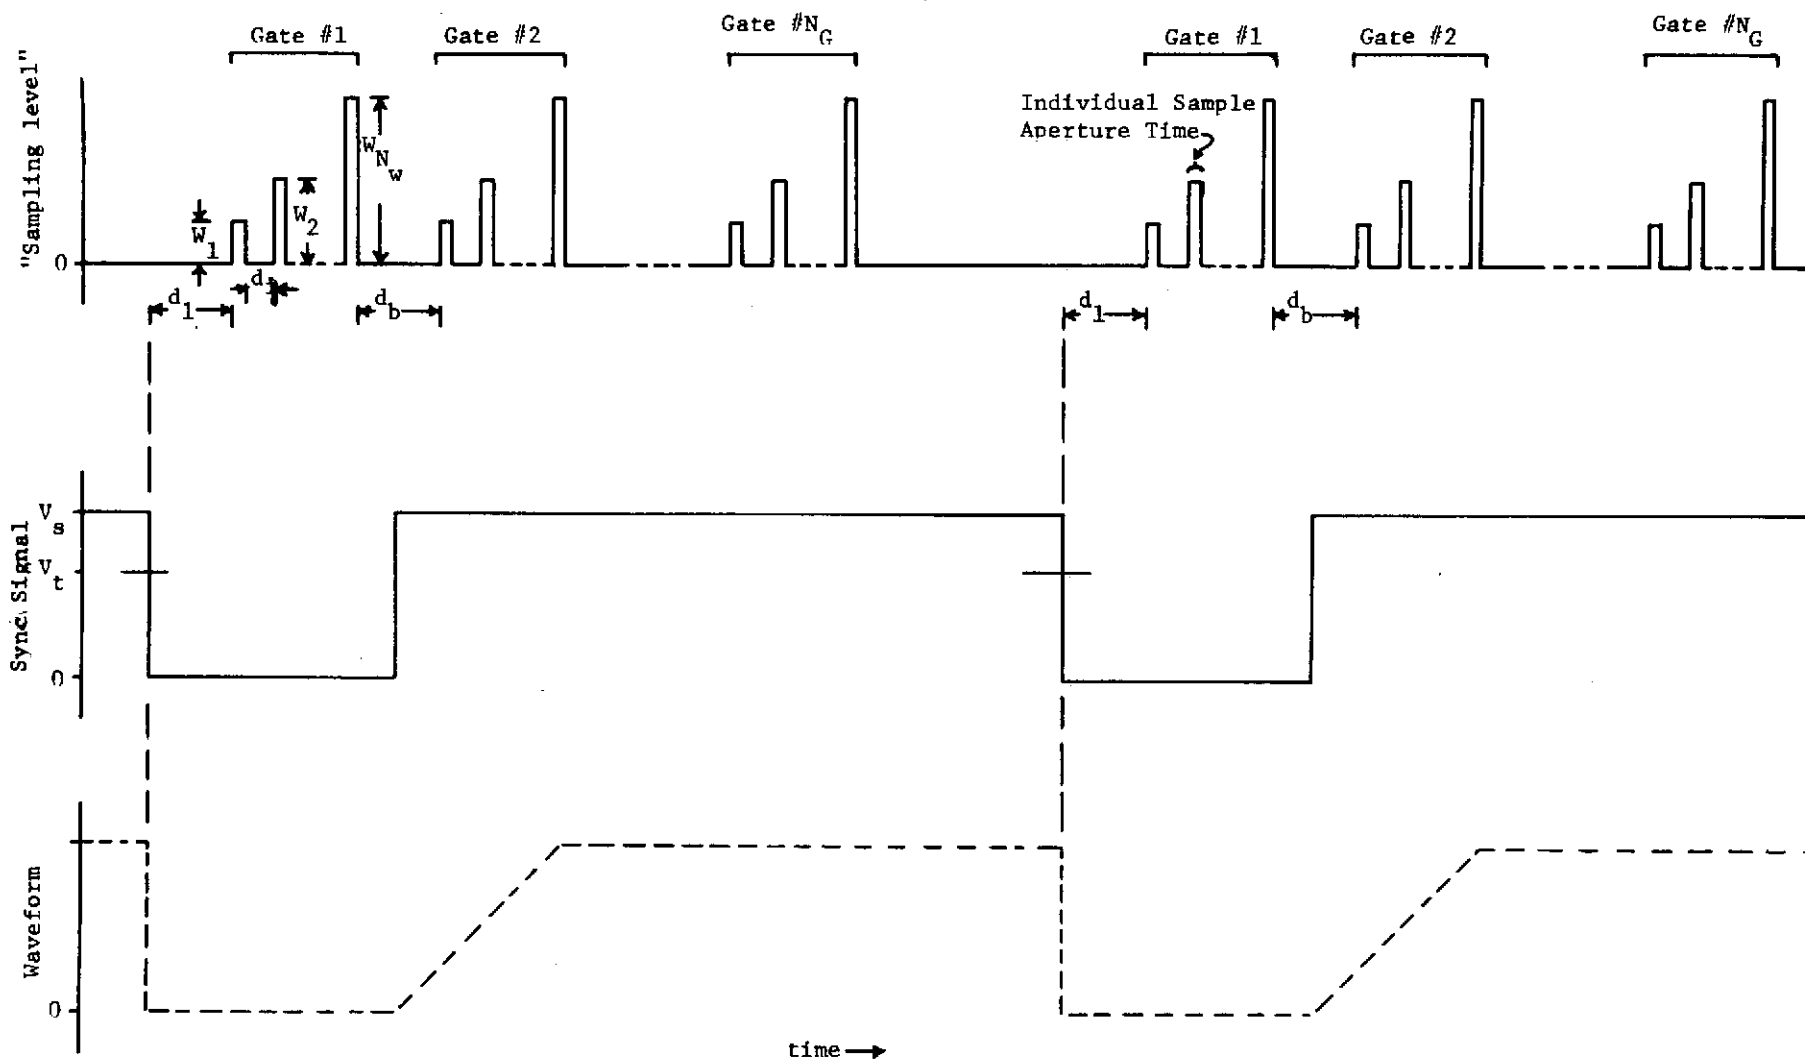 Gate #1
Gate #2
Gate #N_G
Gate #1
Gate #2
Gate #N_G
"Sampling level"
Individual Sample
Aperture Time
W_1
W_2
W_N_w
0
d_1
d_b
d_1
d_b
Sync Signal
V_s
V_t
0
Waveform
0
time